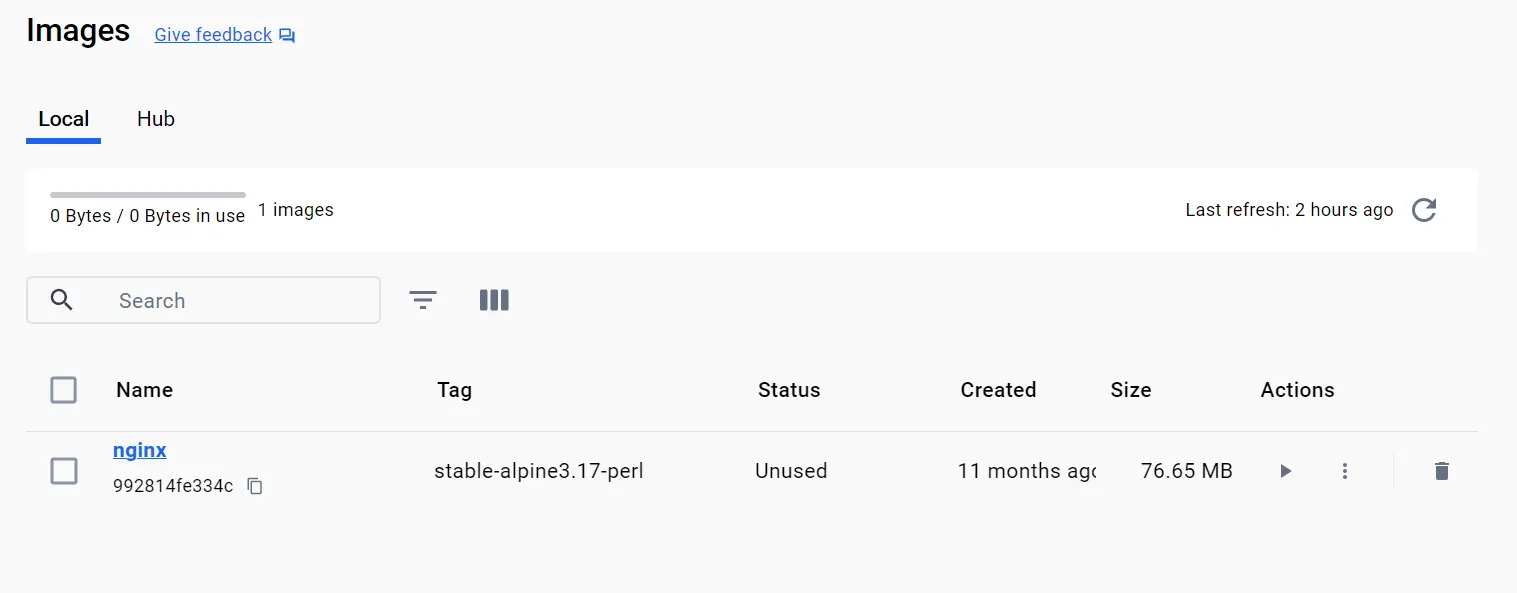 Images Give feedback
Local Hub
0 Bytes / 0 Bytes in use 1 images Last refresh: 2 hours ago
Search
Name Tag Status Created Size Actions
nginx
992814fe334c stable-alpine3.17-perl Unused 11 months ago 76.65 MB